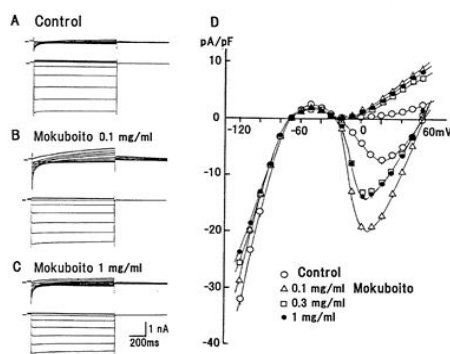 A Control
B Mokuboito 0.1 mg/ml
C Mokuboito 1 mg/ml
1 nA
200ms
D
pA/pF
10
0
-10
-20
-30
-40
-120
-60
0
60mV
Control
0.1 mg/ml Mokuboito
0.3 mg/ml
1 mg/ml